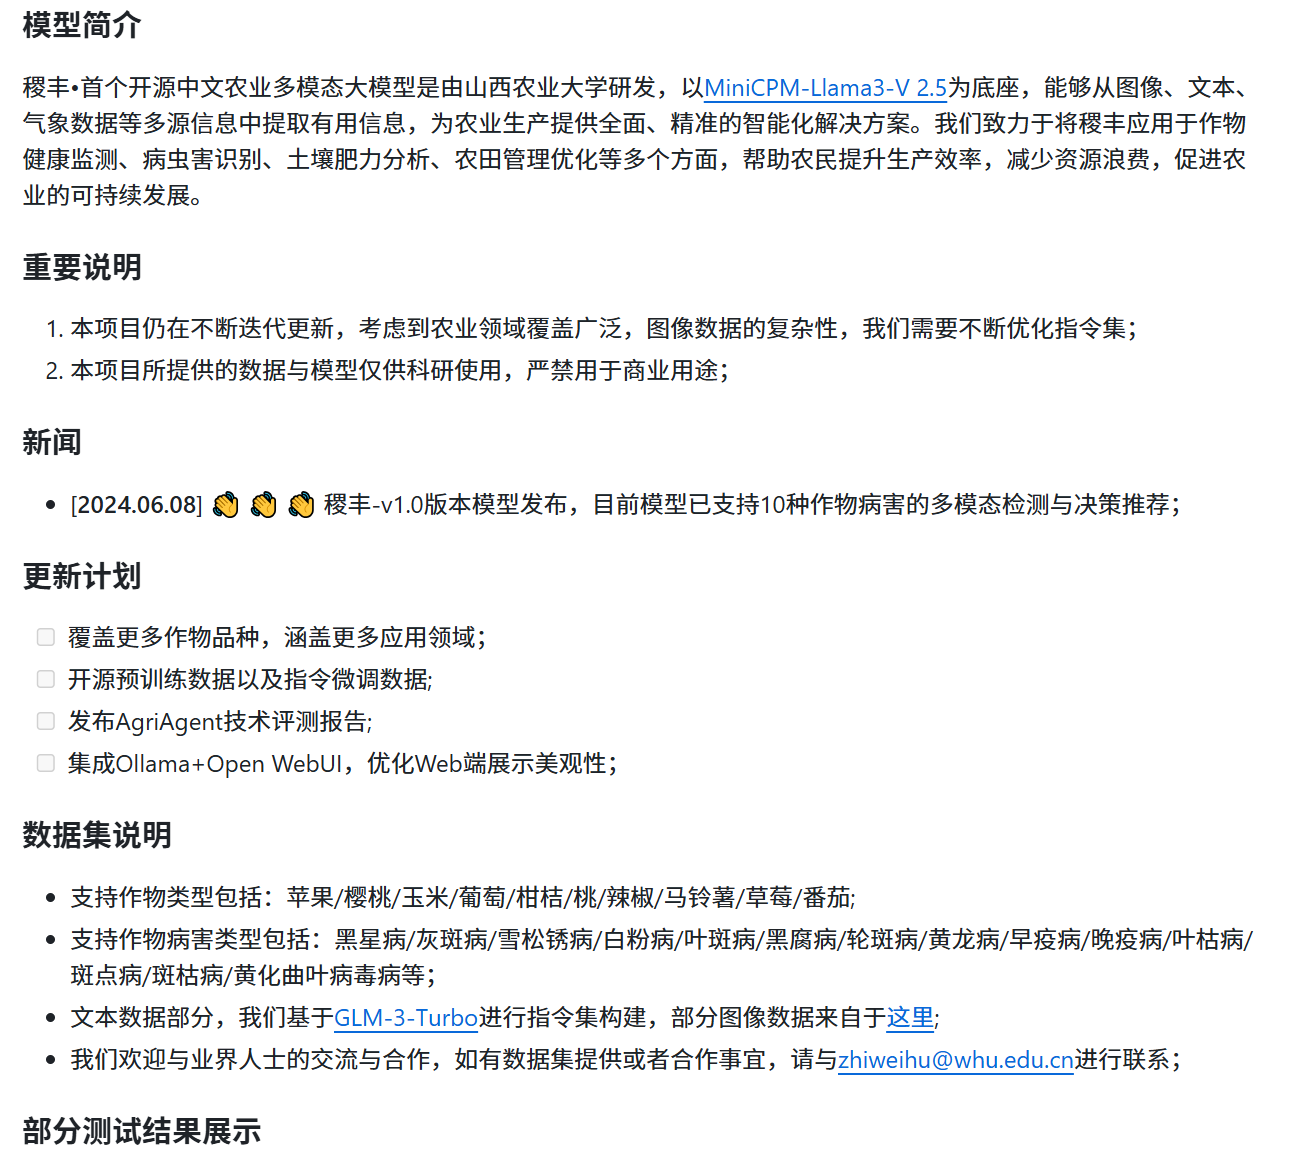 模型简介
稷丰•首个开源中文农业多模态大模型是由山西农业大学研发，以MiniCPM-Llama3-V 2.5为底座，能够从图像、文本、
气象数据等多源信息中提取有用信息，为农业生产提供全面、精准的智能化解决方案。我们致力于将稷丰应用于作物
健康监测、病虫害识别、土壤肥力分析、农田管理优化等多个方面，帮助农民提升生产效率，减少资源浪费，促进农
业的可持续发展。
重要说明
1. 本项目仍在不断迭代更新，考虑到农业领域覆盖广泛，图像数据的复杂性，我们需要不断优化指令集；
2. 本项目所提供的数据与模型仅供科研使用，严禁用于商业用途；
新闻
• [2024.06.08] 👏 👏 👏 稷丰-v1.0版本模型发布，目前模型已支持10种作物病害的多模态检测与决策推荐；
更新计划
覆盖更多作物品种，涵盖更多应用领域；
开源预训练数据以及指令微调数据;
发布AgriAgent技术评测报告;
集成Ollama+Open WebUI，优化Web端展示美观性；
数据集说明
• 支持作物类型包括：苹果/樱桃/玉米/葡萄/柑桔/桃/辣椒/马铃薯/草莓/番茄;
• 支持作物病害类型包括：黑星病/灰斑病/雪松锈病/白粉病/叶斑病/黑腐病/轮斑病/黄龙病/早疫病/晚疫病/叶枯病/
斑点病/斑枯病/黄化曲叶病毒病等；
• 文本数据部分，我们基于GLM-3-Turbo进行指令集构建，部分图像数据来自于这里;
• 我们欢迎与业界人士的交流与合作，如有数据集提供或者合作事宜，请与zhiweihu@whu.edu.cn进行联系；
部分测试结果展示